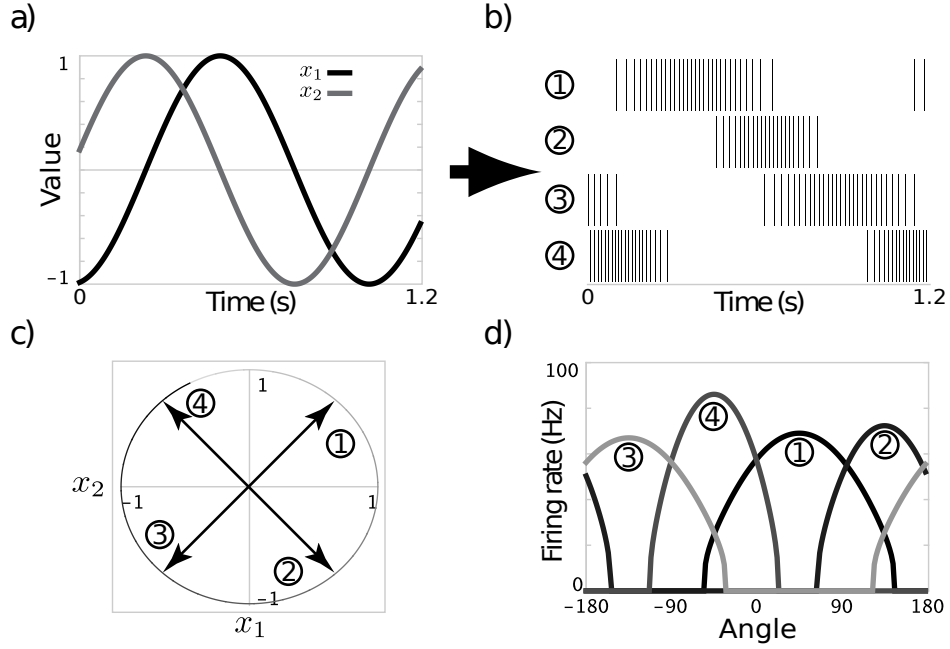 a)
1
x₁
x₂
Value
−1
0
Time (s)
1.2
b)
①
②
③
④
0
Time (s)
1.2
c)
④
1
①
x₂
−1
1
③
②
−1
x₁
d)
100
Firing rate (Hz)
④
③
①
②
0
−180
−90
0
90
180
Angle